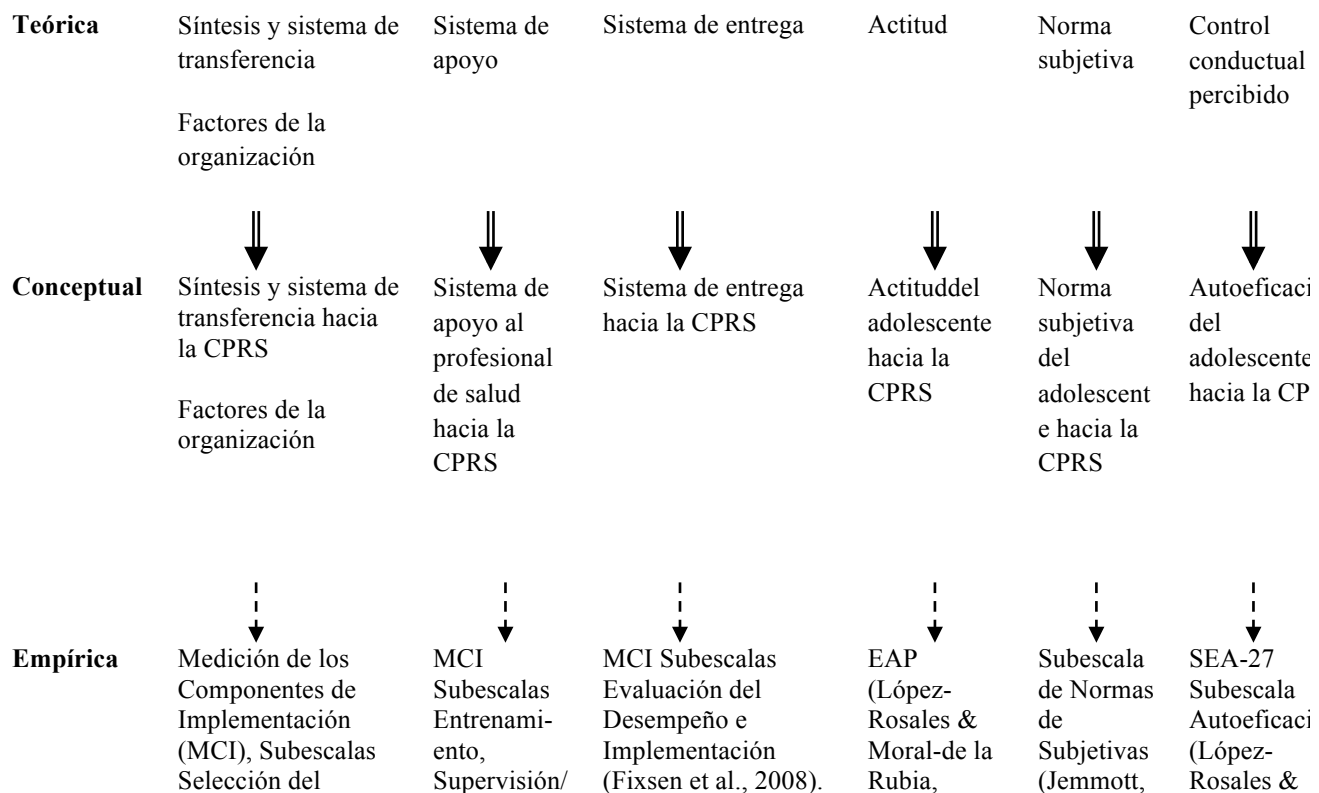 Teórica
Síntesis y sistema de
transferencia
Factores de la
organización
Sistema de
apoyo
Sistema de entrega
Actitud
Norma
subjetiva
Control
conductual
percibido
Conceptual
Síntesis y sistema de
transferencia hacia
la CPRS
Factores de la
organización
Sistema de
apoyo al
profesional
de salud
hacia la
CPRS
Sistema de entrega
hacia la CPRS
Actituddel
adolescente
hacia la
CPRS
Norma
subjetiva
del
adolescent
e hacia la
CPRS
Autoeficaci
del
adolescente
hacia la CP
Empírica
Medición de los
Componentes de
Implementación
(MCI), Subescalas
Selección del
MCI
Subescalas
Entrenami-
ento,
Supervisión/
MCI Subescalas
Evaluación del
Desempeño e
Implementación
(Fixsen et al., 2008).
EAP
(López-
Rosales &
Moral-de la
Rubia,
Subescala
de Normas
de
Subjetivas
(Jemmott,
SEA-27
Subescala
Autoeficaci
(López-
Rosales &